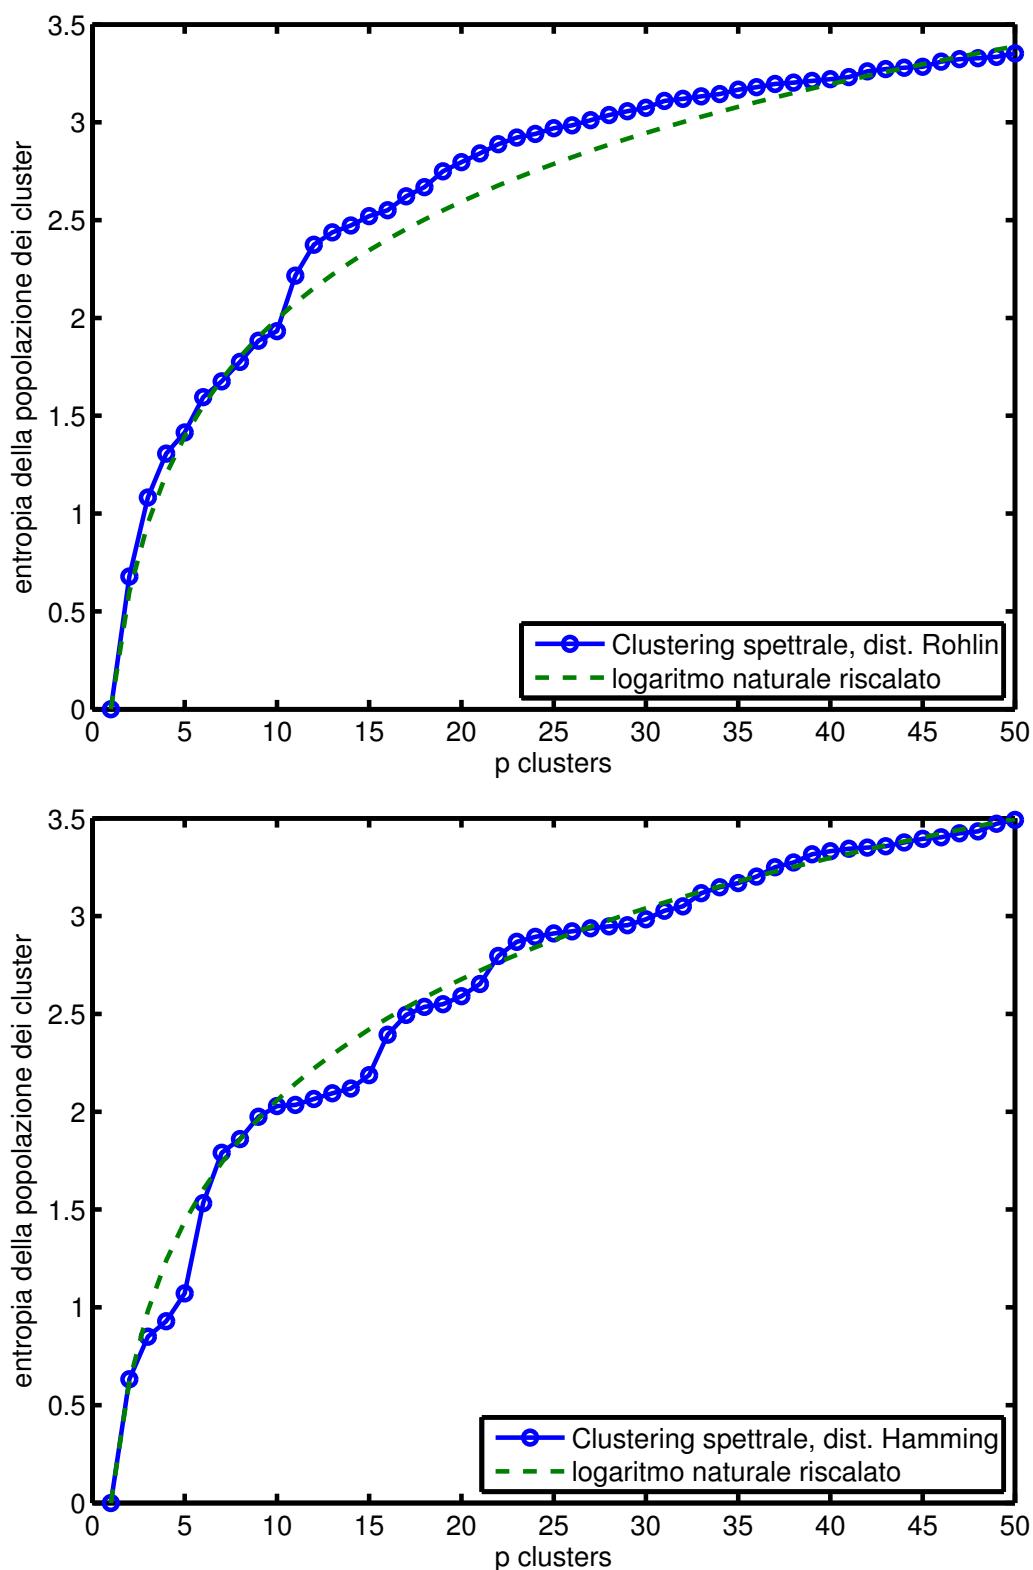 3.5
3
2.5
2
1.5
1
0.5
0
entropia della popolazione dei cluster
Clustering spettrale, dist. Rohlin
logaritmo naturale riscalato
0 5 10 15 20 25 30 35 40 45 50
p clusters
3.5
3
2.5
2
1.5
1
0.5
0
entropia della popolazione dei cluster
Clustering spettrale, dist. Hamming
logaritmo naturale riscalato
0 5 10 15 20 25 30 35 40 45 50
p clusters